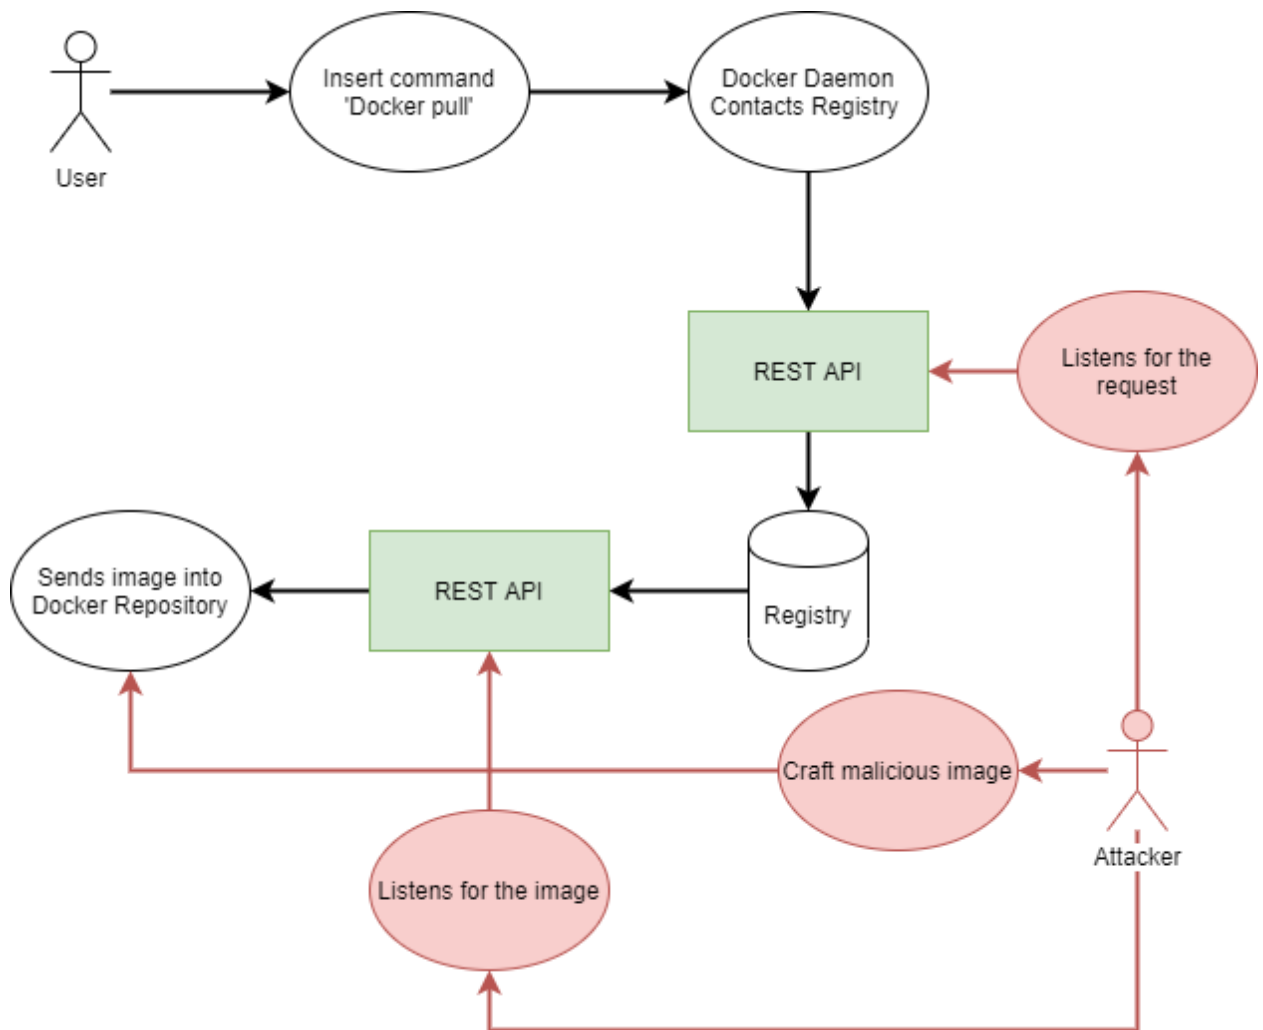 Insert command
'Docker pull'
Docker Daemon
Contacts Registry
User
REST API
Listens for the
request
Sends image into
Docker Repository
REST API
Registry
Craft malicious image
Attacker
Listens for the image